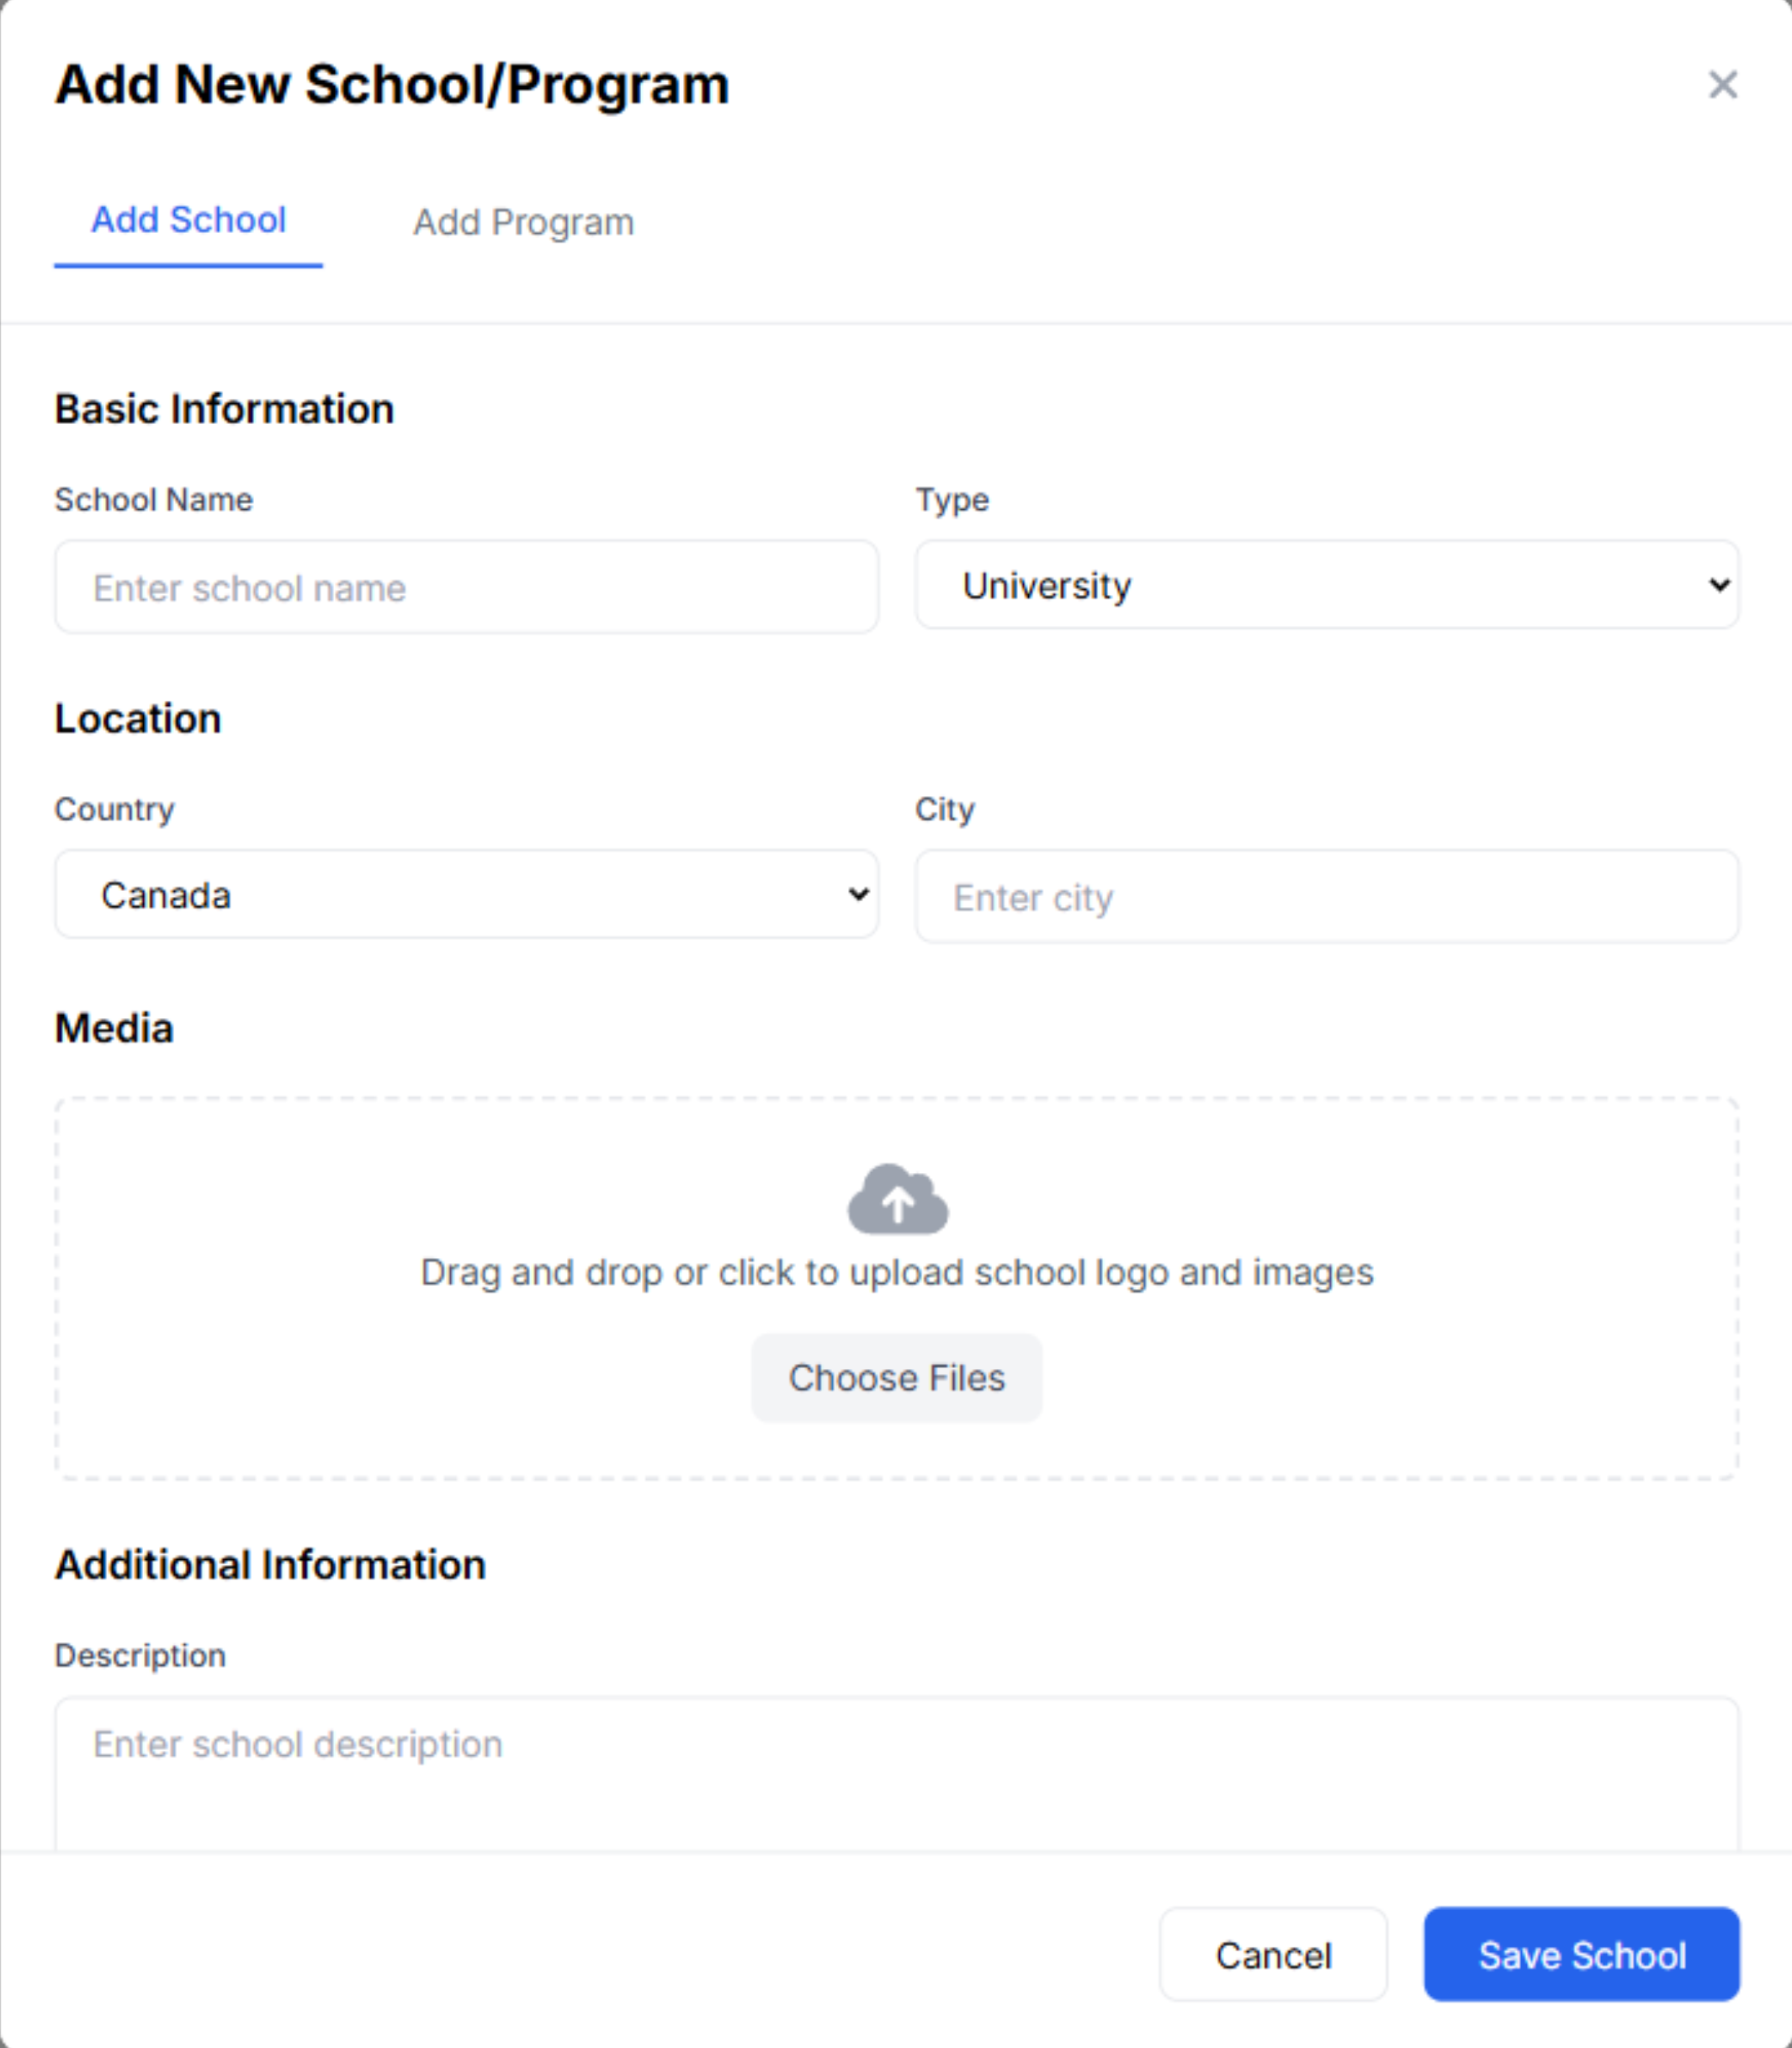 Add New School/Program
Add School Add Program
Basic Information
School Name Type
Enter school name University
Location
Country City
Canada Enter city
Media
Drag and drop or click to upload school logo and images
Choose Files
Additional Information
Description
Enter school description
Cancel Save School